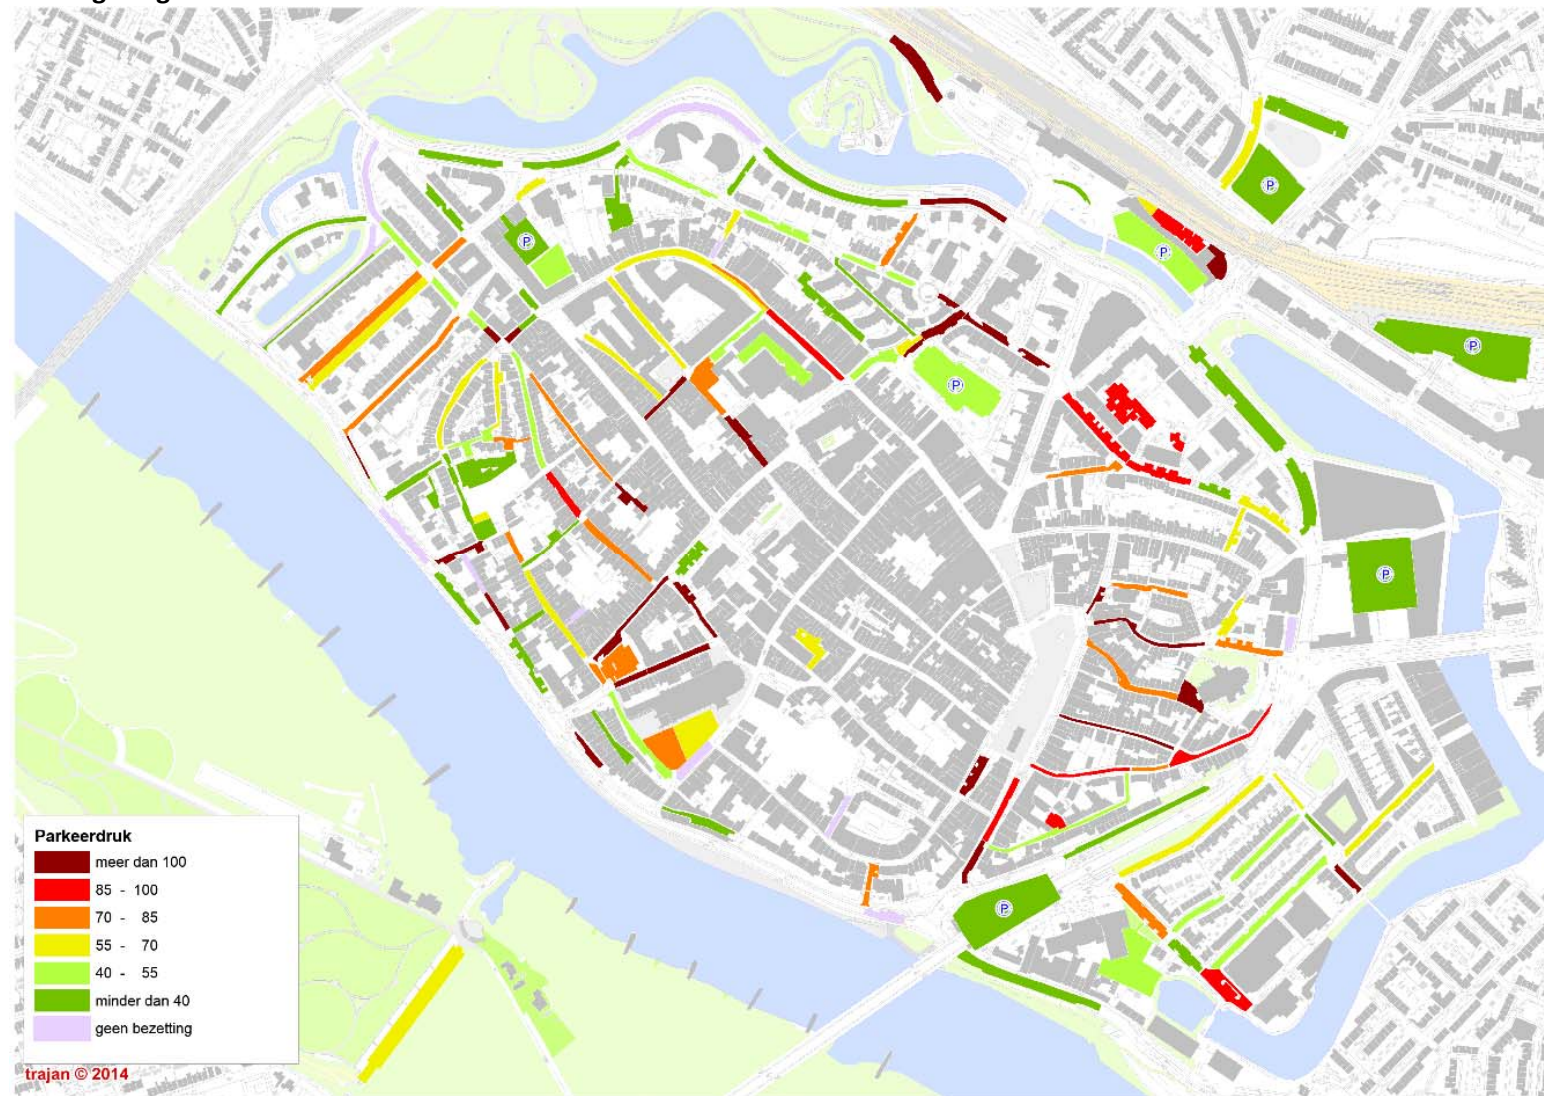 P
P
P
P
P
P
P
P
Parkeerdruk
meer dan 100
85 - 100
70 - 85
55 - 70
40 - 55
minder dan 40
geen bezetting
trajan © 2014